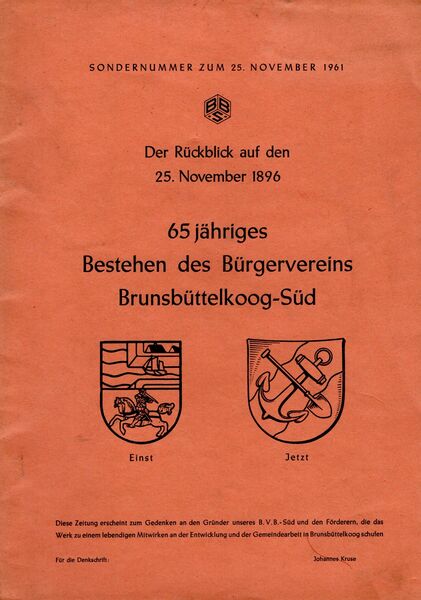 SONDERNUMMER ZUM 25. NOVEMBER 1961
BBS
Der Rückblick auf den
25. November 1896
65 jähriges
Bestehen des Bürgervereins
Brunsbüttelkoog-Süd
Einst Jetzt
Diese Zeitung erscheint zum Gedenken an den Gründer unseres B. V. B.-Süd und den Förderern, die das
Werk zu einem lebendigen Mitwirken an der Entwicklung und der Gemeindearbeit in Brunsbüttelkoog schufen
Für die Denkschrift: Johannes Kruse